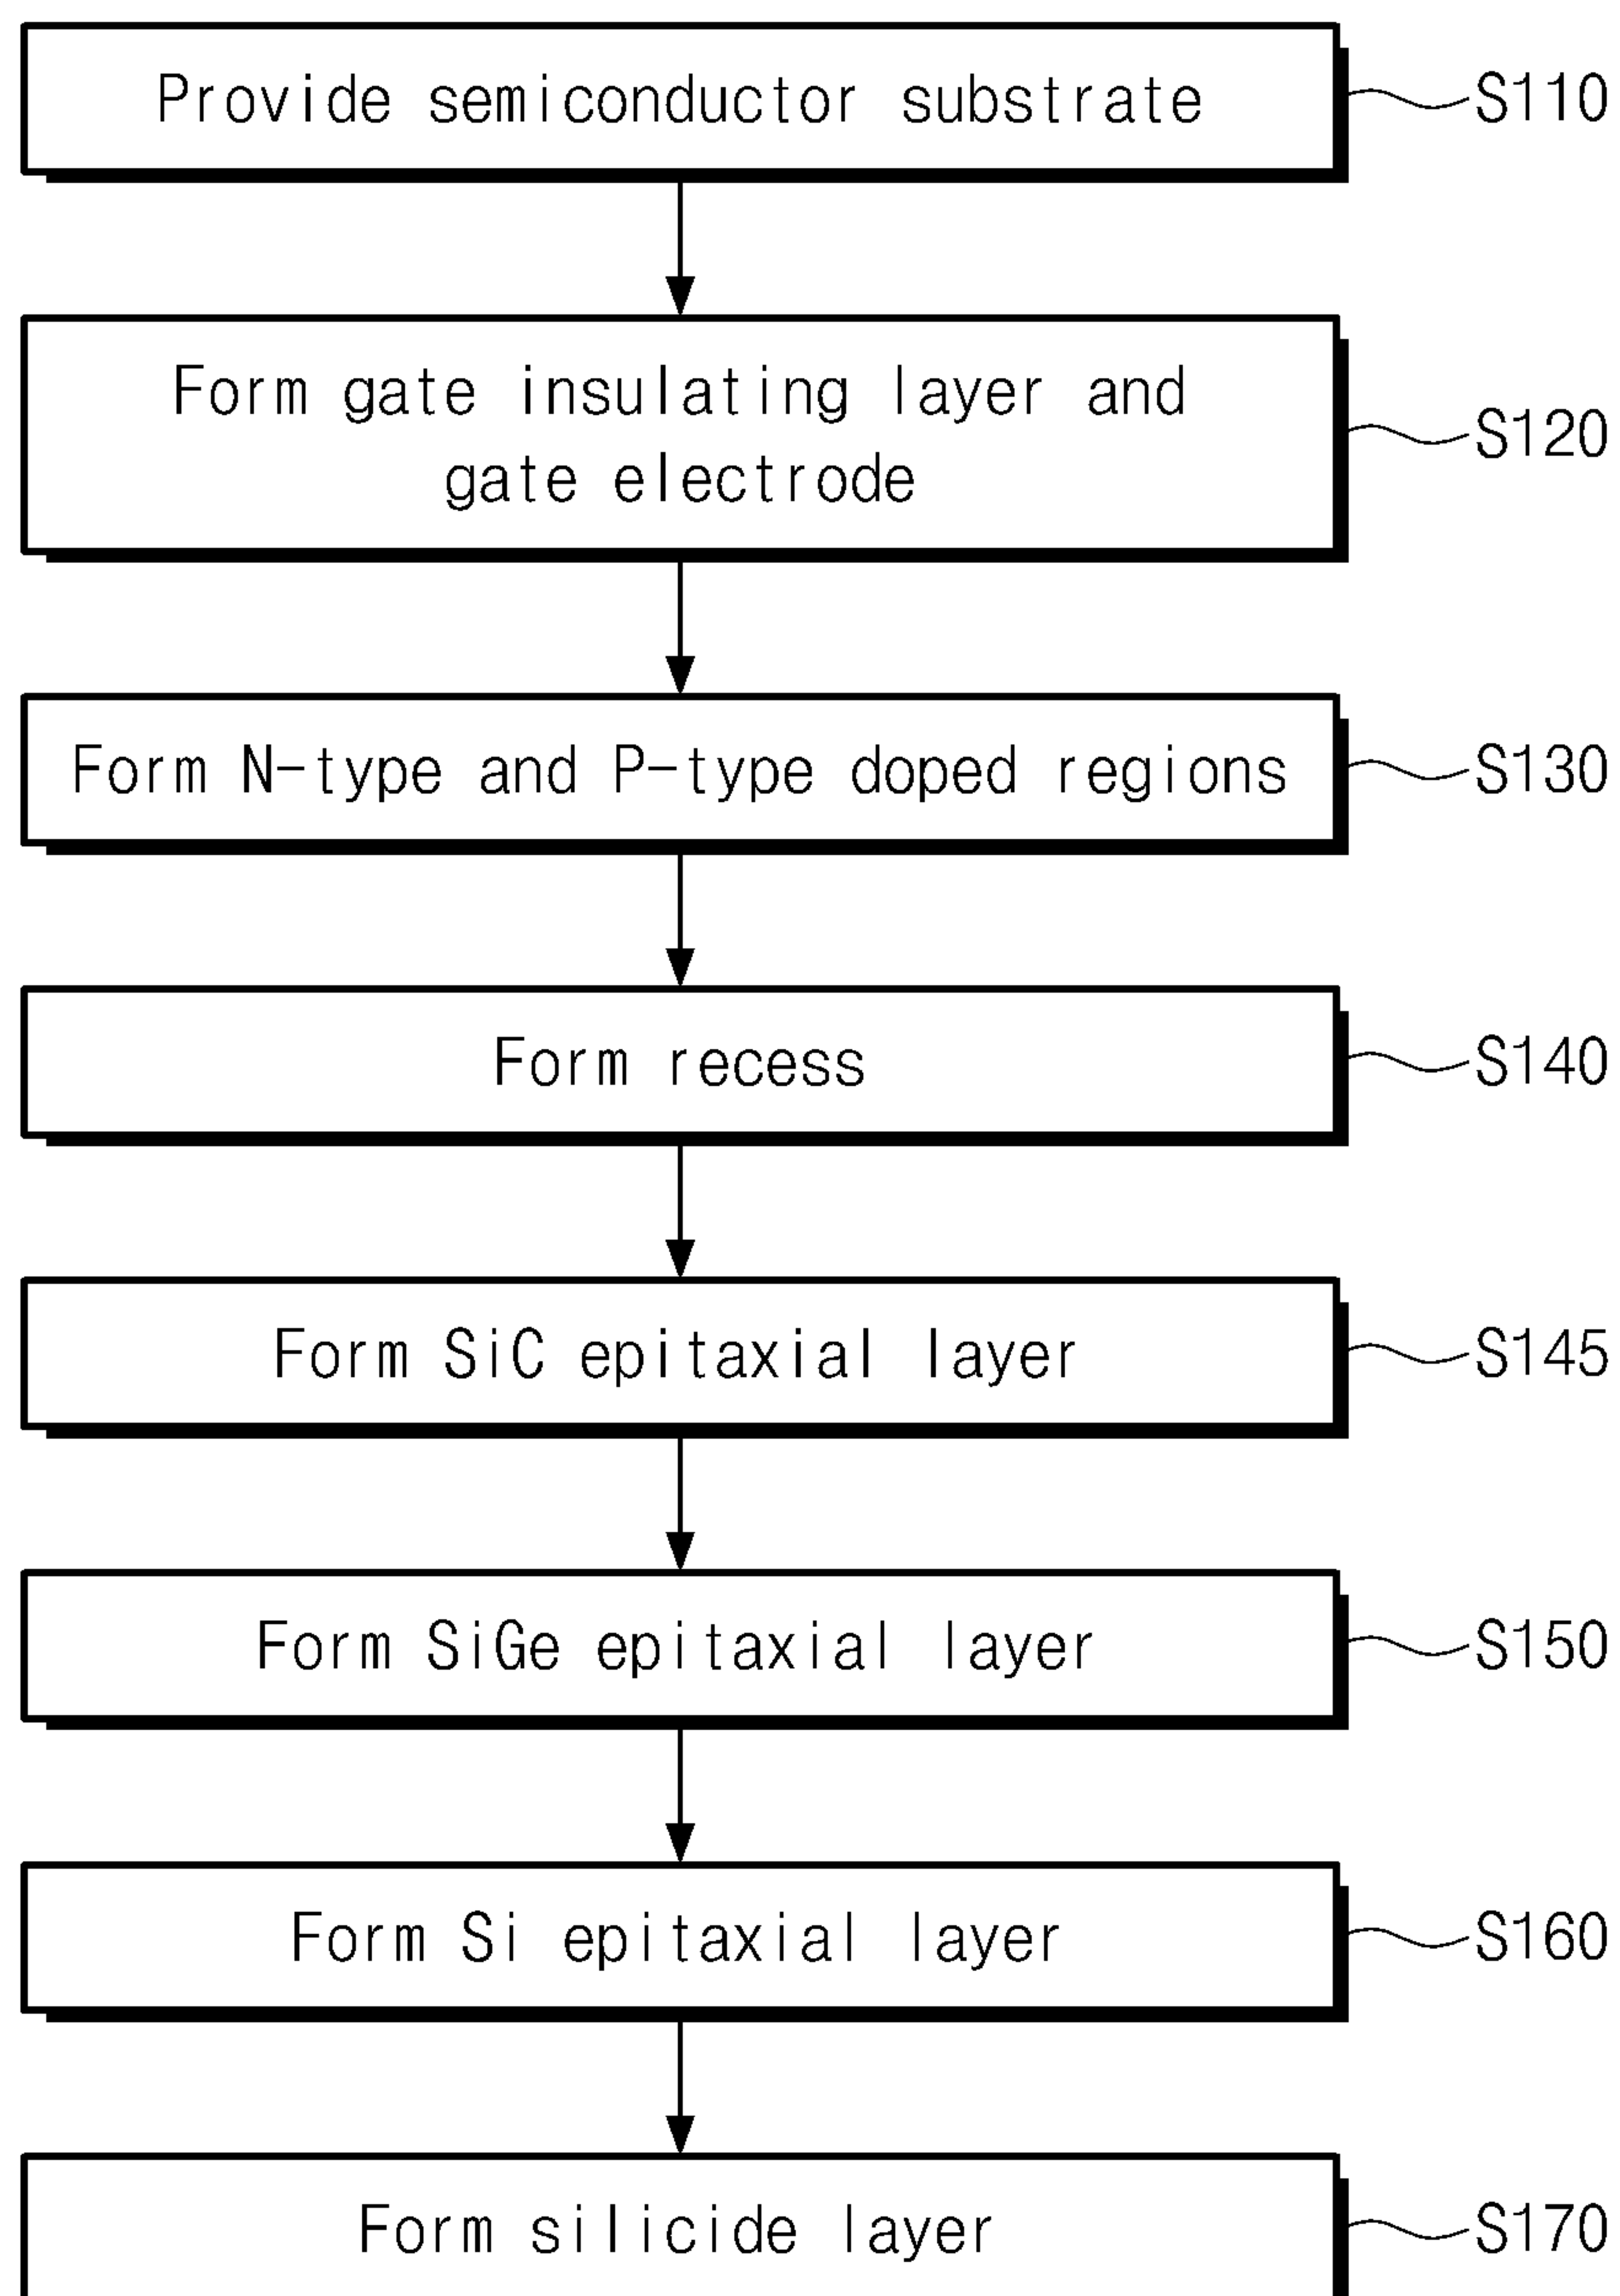 Provide semiconductor substrate
S110
Form gate insulating layer and
gate electrode
S120
Form N-type and P-type doped regions
S130
Form recess
S140
Form SiC epitaxial layer
S145
Form SiGe epitaxial layer
S150
Form Si epitaxial layer
S160
Form silicide layer
S170